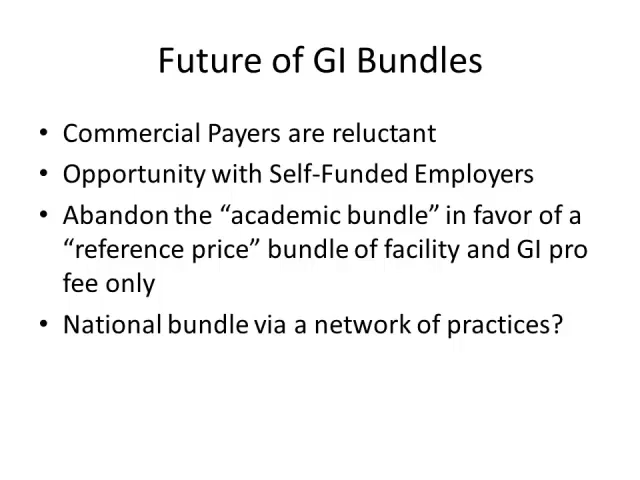 Future of GI Bundles
• Commercial Payers are reluctant
• Opportunity with Self-Funded Employers
• Abandon the “academic bundle” in favor of a
“reference price” bundle of facility and GI pro
fee only
• National bundle via a network of practices?